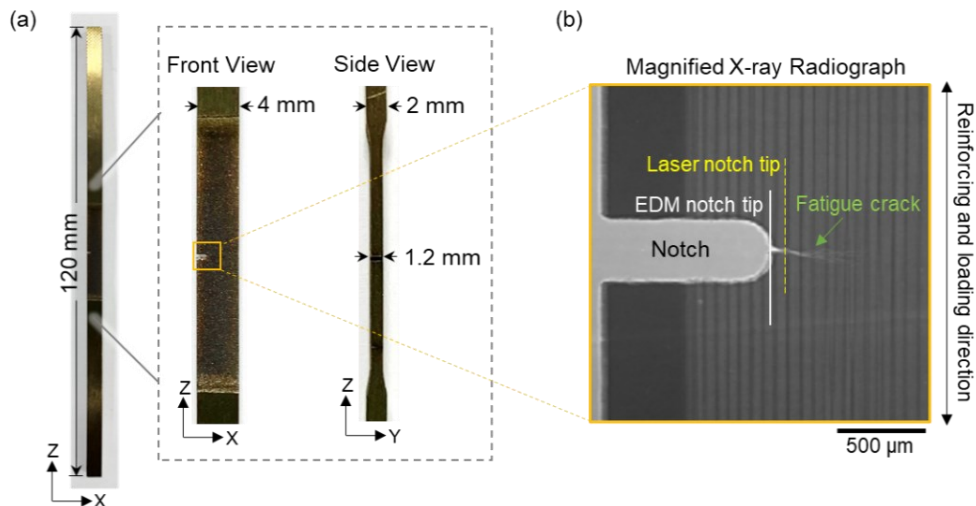 (a)
120 mm
Z
X
Front View
4 mm
Z
X
Side View
2 mm
1.2 mm
Z
Y
(b)
Magnified X-ray Radiograph
Laser notch tip
EDM notch tip
Fatigue crack
Notch
Reinforcing and loading direction
500 µm